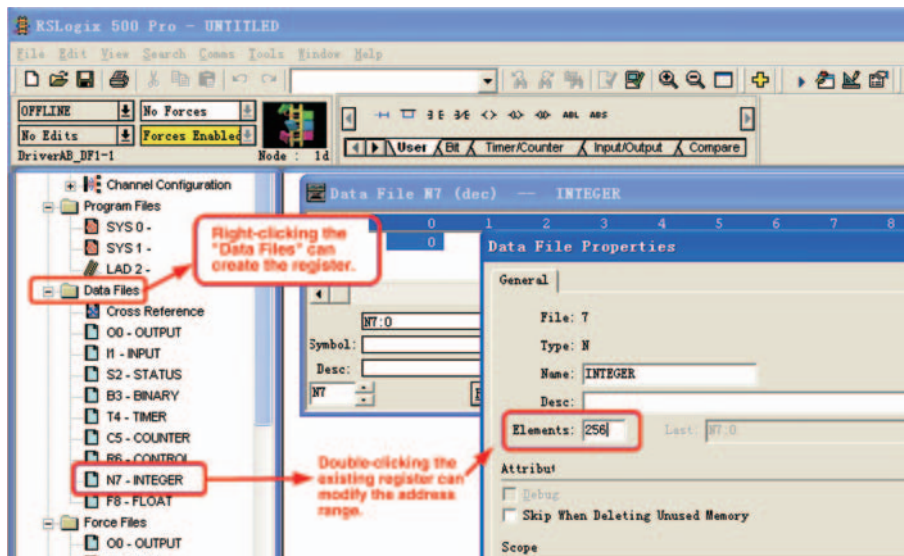 RSLogix 500 Pro - UNTITLED
File Edit View Search Comms Tools Window Help
OFFLINE No Forces
No Edits Forces Enabled
DriverAB_DF1-1 Node : 1d
ABL ABS
User Bit Timer/Counter Input/Output Compare
Channel Configuration
Program Files
SYS 0 -
SYS 1 -
LAD 2 -
Data Files
Cross Reference
O0 - OUTPUT
I1 - INPUT
S2 - STATUS
B3 - BINARY
T4 - TIMER
C5 - COUNTER
R6 - CONTROL
N7 - INTEGER
F8 - FLOAT
Force Files
O0 - OUTPUT
Right-clicking the
"Data Files" can
create the register.
Double-clicking the
existing register can
modify the address
range.
Data File N7 (dec) -- INTEGER
0 1 2 3 4 5 6 7 8
0
N7:0
Symbol:
Desc:
N7
Data File Properties
General
File: 7
Type: N
Name: INTEGER
Desc:
Elements: 256 Last: N7:0
Attribut
Debug
Skip When Deleting Unused Memory
Scope